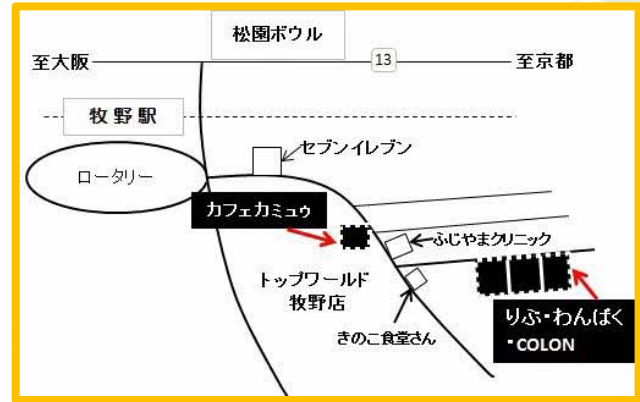 松園ボウル
至大阪
13
至京都
牧野駅
セブンイレブン
ロータリー
カフェカミュゥ
ふじやまクリニック
トップワールド
牧野店
きのこ食堂さん
りぶ・わんぱく
・COLON